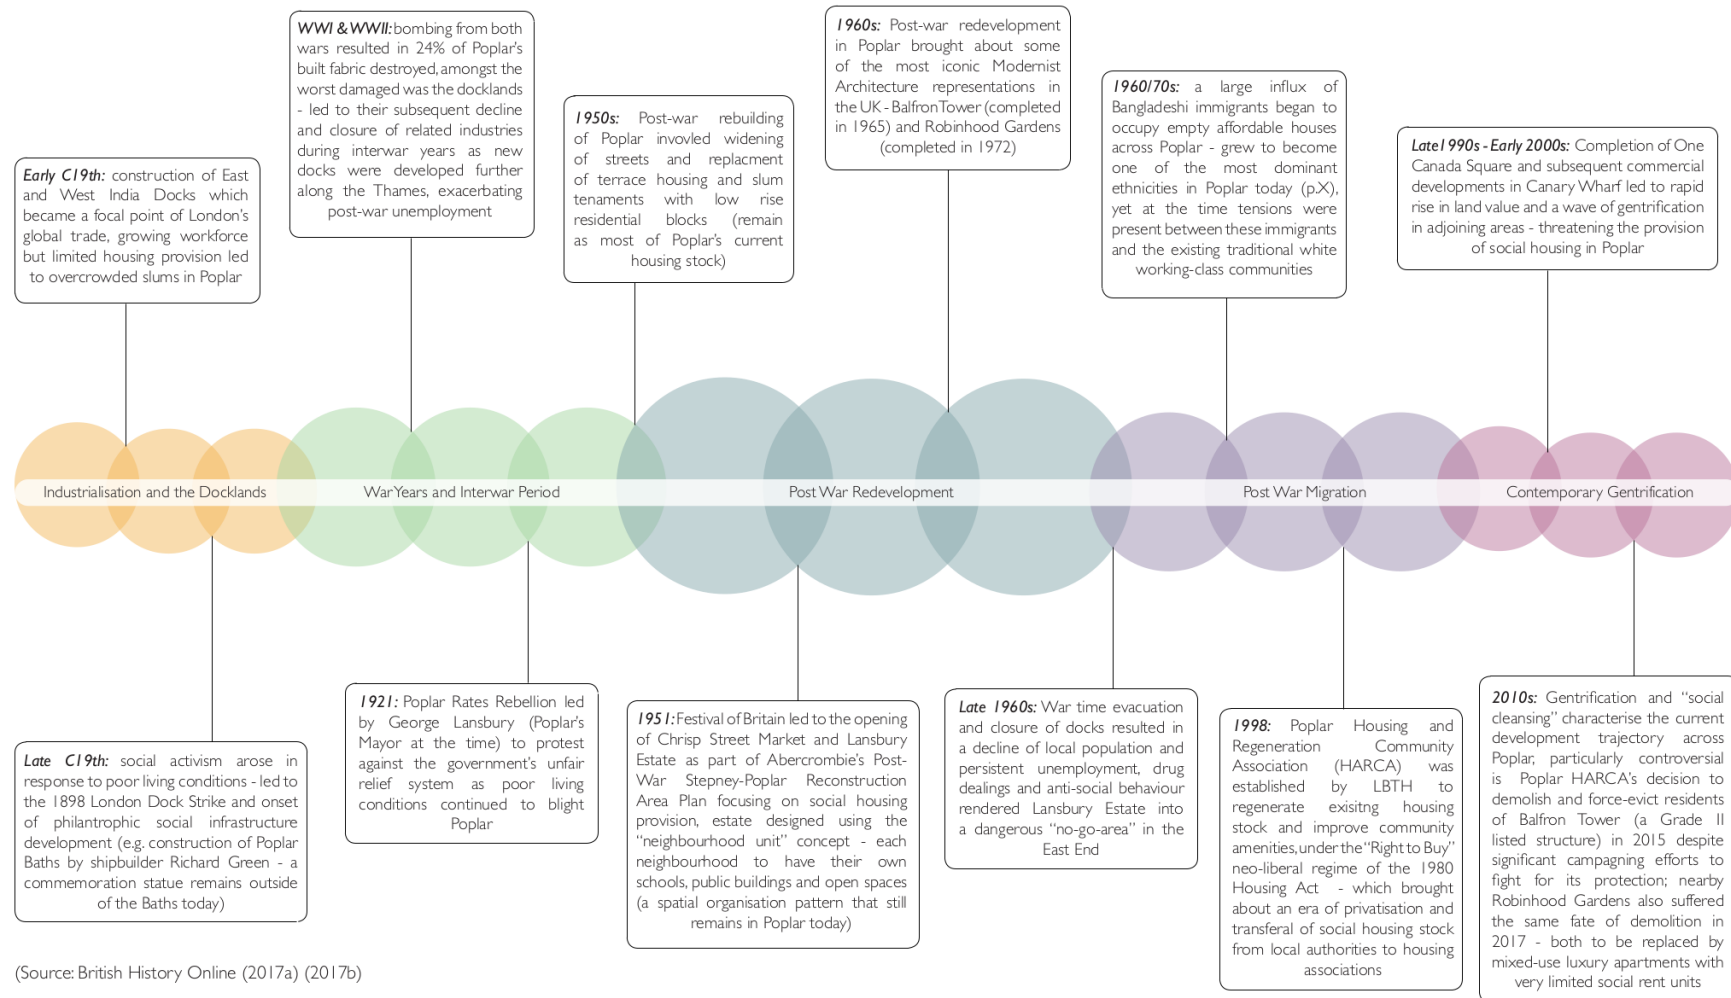 Early C19th: construction of East
and West India Docks which
became a focal point of London's
global trade, growing workforce
but limited housing provision led
to overcrowded slums in Poplar
WWI & WWII: bombing from both
wars resulted in 24% of Poplar's
built fabric destroyed, amongst the
worst damaged was the docklands
- led to their subsequent decline
and closure of related industries
during interwar years as new
docks were developed further
along the Thames, exacerbating
post-war unemployment
1950s: Post-war rebuilding
of Poplar invovled widening
of streets and replacment
of terrace housing and slum
tenaments with low rise
residential blocks (remain
as most of Poplar's current
housing stock)
1960s: Post-war redevelopment
in Poplar brought about some
of the most iconic Modernist
Architecture representations in
the UK - Balfron Tower (completed
in 1965) and Robinhood Gardens
(completed in 1972)
1960/70s: a large influx of
Bangladeshi immigrants began to
occupy empty affordable houses
across Poplar - grew to become
one of the most dominant
ethnicities in Poplar today (p.X),
yet at the time tensions were
present between these immigrants
and the existing traditional white
working-class communities
Late1990s - Early 2000s: Completion of One
Canada Square and subsequent commercial
developments in Canary Wharf led to rapid
rise in land value and a wave of gentrification
in adjoining areas - threatening the provision
of social housing in Poplar
Industrialisation and the Docklands
War Years and Interwar Period
Post War Redevelopment
Post War Migration
Contemporary Gentrification
Late C19th: social activism arose in
response to poor living conditions - led to
the 1898 London Dock Strike and onset
of philanthropic social infrastructure
development (e.g. construction of Poplar
Baths by shipbuilder Richard Green - a
commemoration statue remains outside
of the Baths today)
1921: Poplar Rates Rebellion led
by George Lansbury (Poplar's
Mayor at the time) to protest
against the government's unfair
relief system as poor living
conditions continued to blight
Poplar
1951: Festival of Britain led to the opening
of Chrisp Street Market and Lansbury
Estate as part of Abercrombie's Post-
War Stepney-Poplar Reconstruction
Area Plan focusing on social housing
provision, estate designed using the
"neighbourhood unit" concept - each
neighbourhood to have their own
schools, public buildings and open spaces
(a spatial organisation pattern that still
remains in Poplar today)
Late 1960s: War time evacuation
and closure of docks resulted in
a decline of local population and
persistent unemployment, drug
dealings and anti-social behaviour
rendered Lansbury Estate into
a dangerous "no-go-area" in the
East End
1998: Poplar Housing and
Regeneration Community
Association (HARCA) was
established by LBTH to
regenerate exisitng housing
stock and improve community
amenities, under the "Right to Buy"
neo-liberal regime of the 1980
Housing Act - which brought
about an era of privatisation and
transferal of social housing stock
from local authorities to housing
associations
2010s: Gentrification and "social
cleansing" characterise the current
development trajectory across
Poplar, particularly controversial
is Poplar HARCA's decision to
demolish and force-evict residents
of Balfron Tower (a Grade II
listed structure) in 2015 despite
significant campagning efforts to
fight for its protection; nearby
Robinhood Gardens also suffered
the same fate of demolition in
2017 - both to be replaced by
mixed-use luxury apartments with
very limited social rent units
(Source: British History Online (2017a) (2017b)